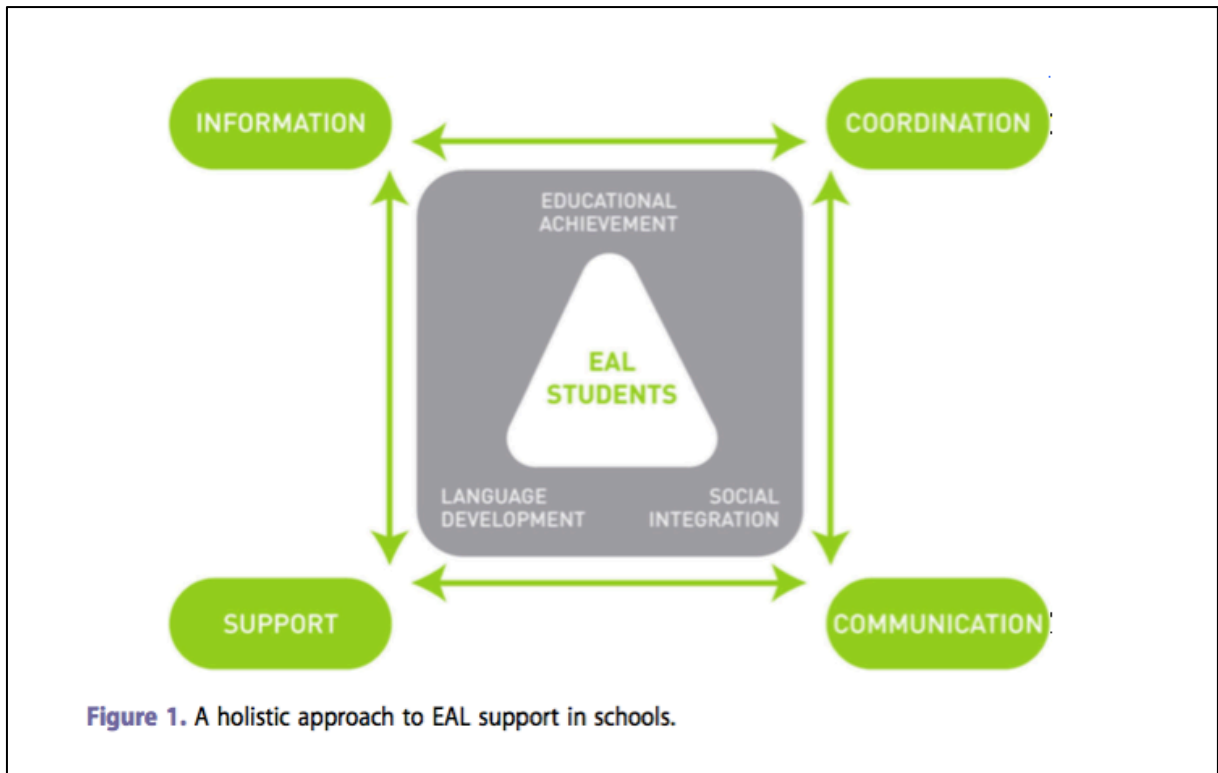 INFORMATION
COORDINATION
EDUCATIONAL
ACHIEVEMENT
EAL
STUDENTS
LANGUAGE
DEVELOPMENT
SOCIAL
INTEGRATION
SUPPORT
COMMUNICATION
Figure 1. A holistic approach to EAL support in schools.